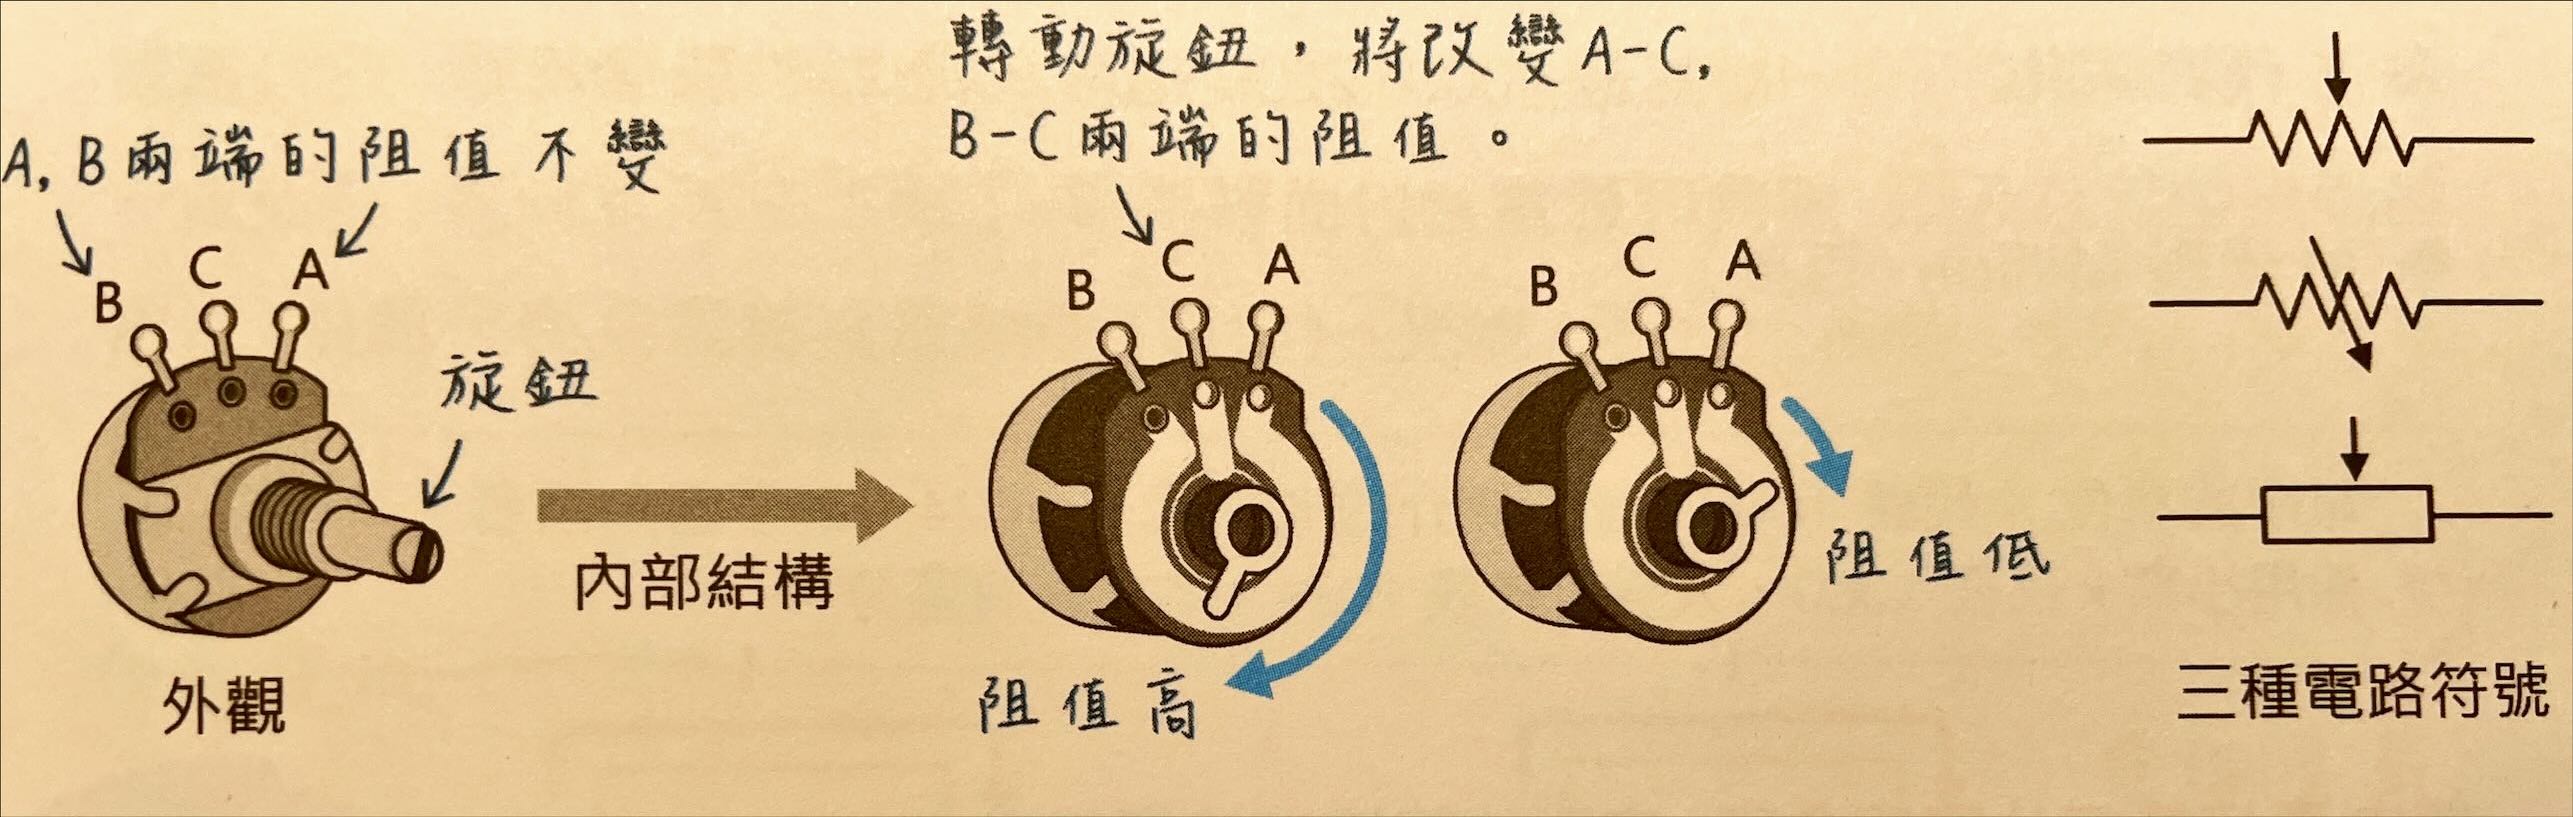 轉動旋鈕，將改變A-C,
B-C兩端的阻值。
A, B兩端的阻值不變
B
C
A
旋鈕
外觀
內部結構
B
C
A
阻值高
B
C
A
阻值低
三種電路符號